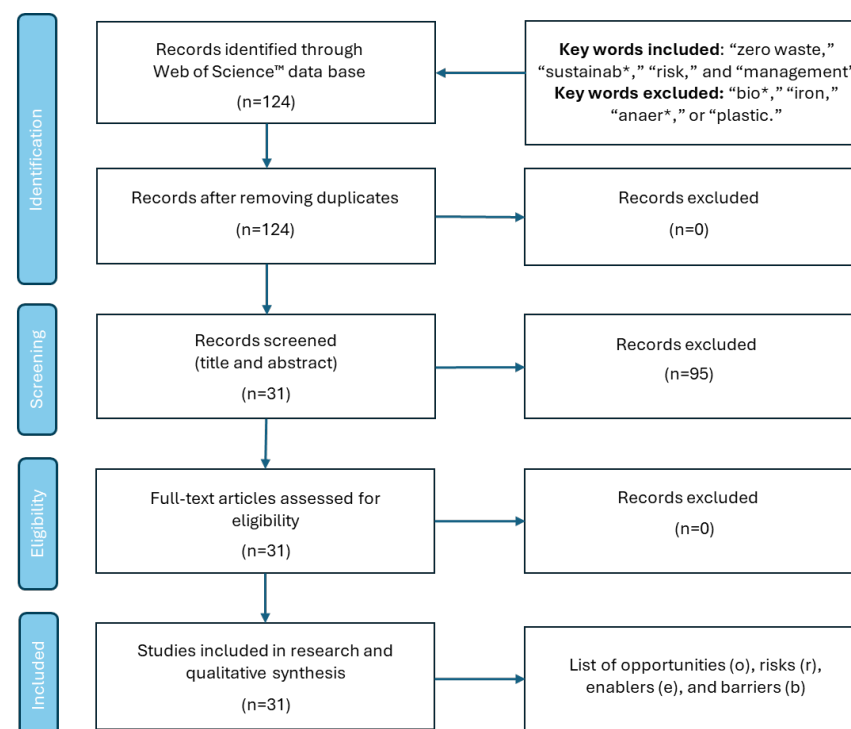 Identification
Records identified through
Web of Science™ data base
(n=124)
Key words included: “zero waste,”
“sustainab*,” “risk,” and “management”
Key words excluded: “bio*,” “iron,”
“anaer*,” or “plastic.”
Records after removing duplicates
(n=124)
Records excluded
(n=0)
Screening
Records screened
(title and abstract)
(n=31)
Records excluded
(n=95)
Eligibility
Full-text articles assessed for
eligibility
(n=31)
Records excluded
(n=0)
Included
Studies included in research and
qualitative synthesis
(n=31)
List of opportunities (o), risks (r),
enablers (e), and barriers (b)